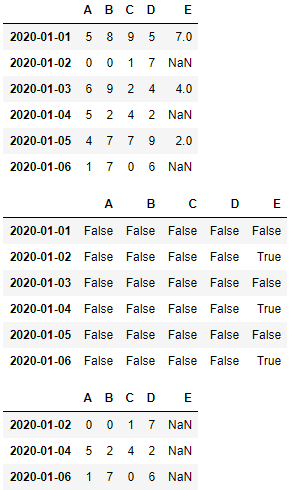 A B C D E
2020-01-01 5 8 9 5 7.0
2020-01-02 0 0 1 7 NaN
2020-01-03 6 9 2 4 4.0
2020-01-04 5 2 4 2 NaN
2020-01-05 4 7 7 9 2.0
2020-01-06 1 7 0 6 NaN
A B C D E
2020-01-01 False False False False False
2020-01-02 False False False False True
2020-01-03 False False False False False
2020-01-04 False False False False True
2020-01-05 False False False False False
2020-01-06 False False False False True
A B C D E
2020-01-02 0 0 1 7 NaN
2020-01-04 5 2 4 2 NaN
2020-01-06 1 7 0 6 NaN